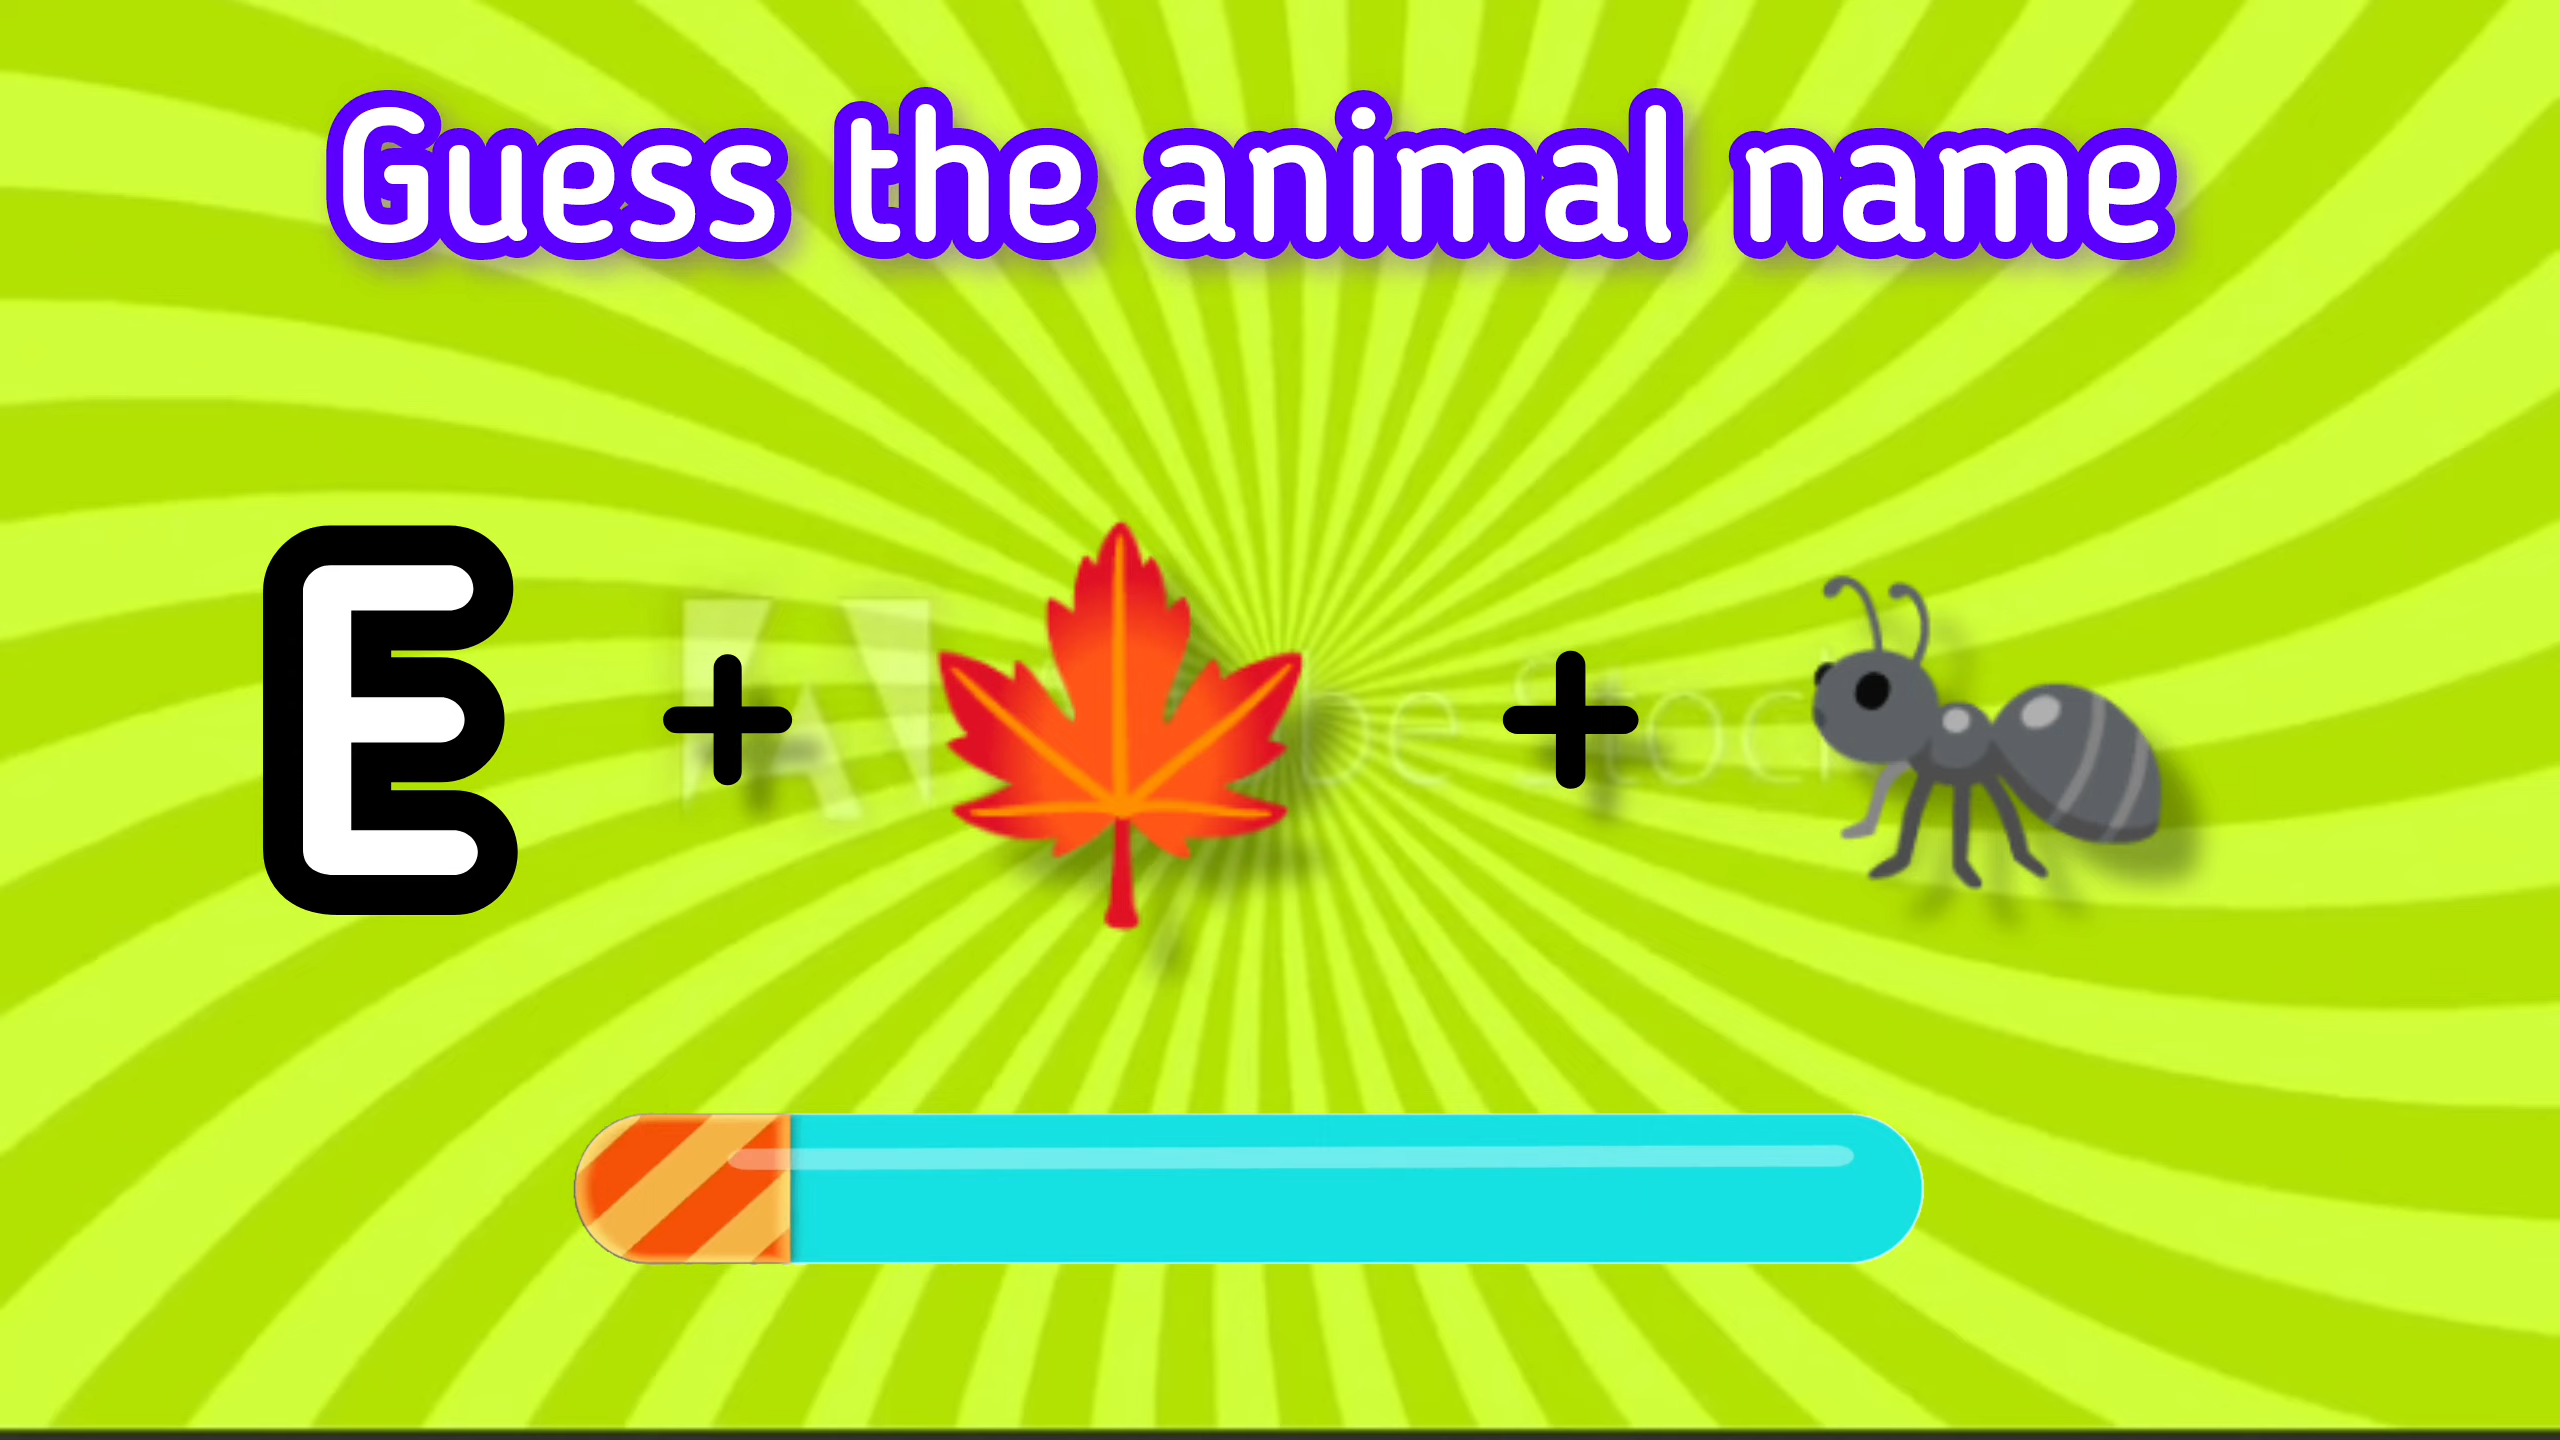 Guess the animal name
E + +